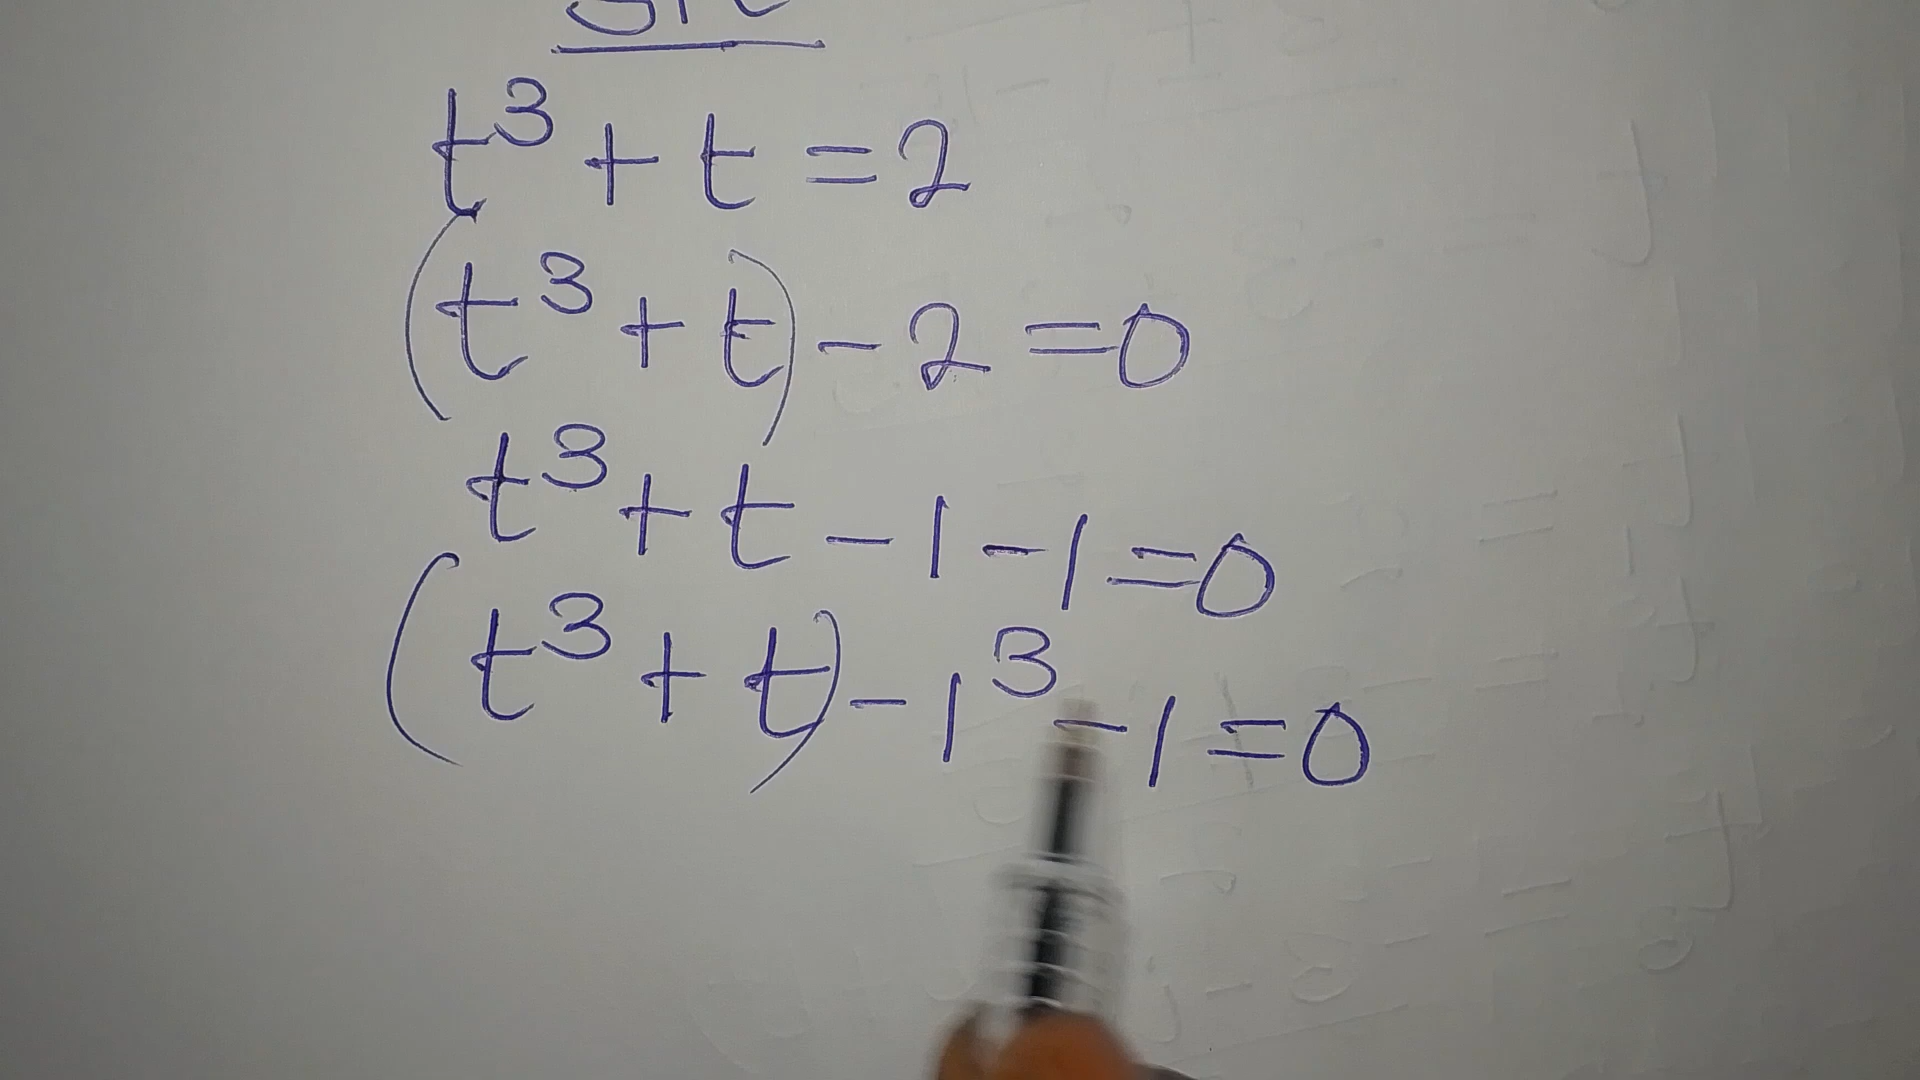 t³ + t = 2
(t³ + t) - 2 = 0
t³ + t - 1 - 1 = 0
(t³ + t) - 1³ - 1 = 0